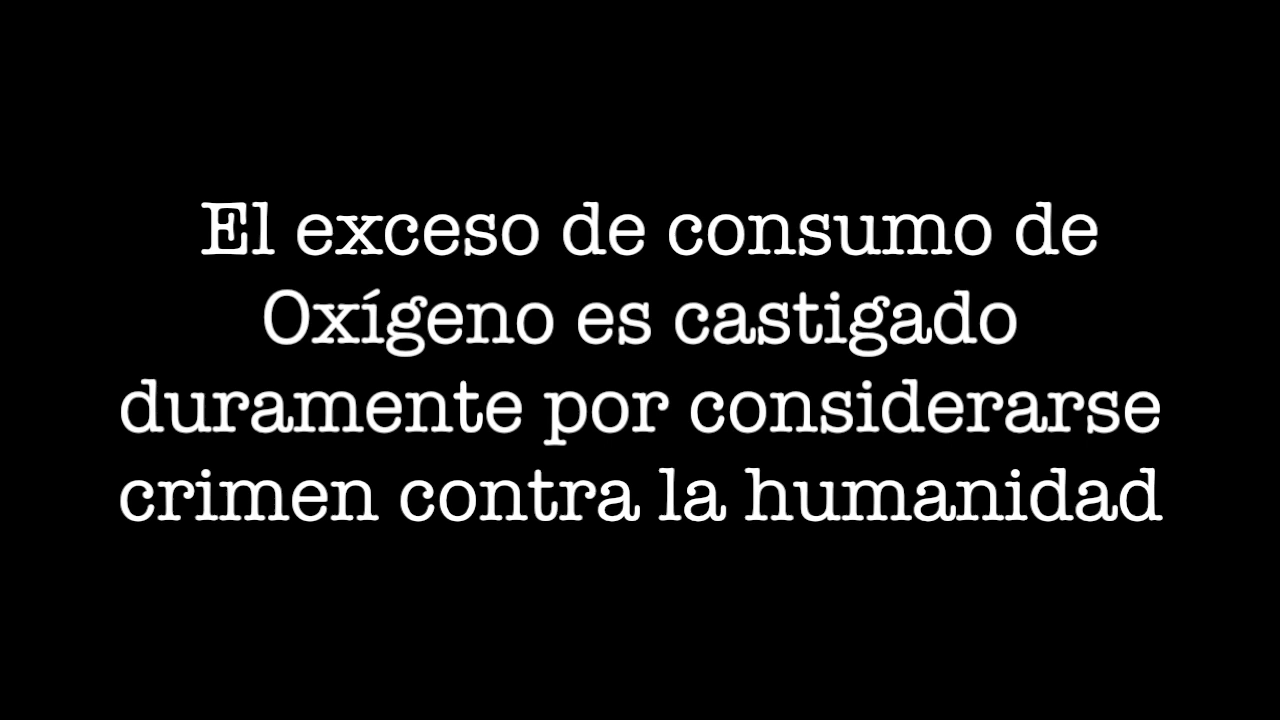 El exceso de consumo de
Oxígeno es castigado
duramente por considerarse
crimen contra la humanidad